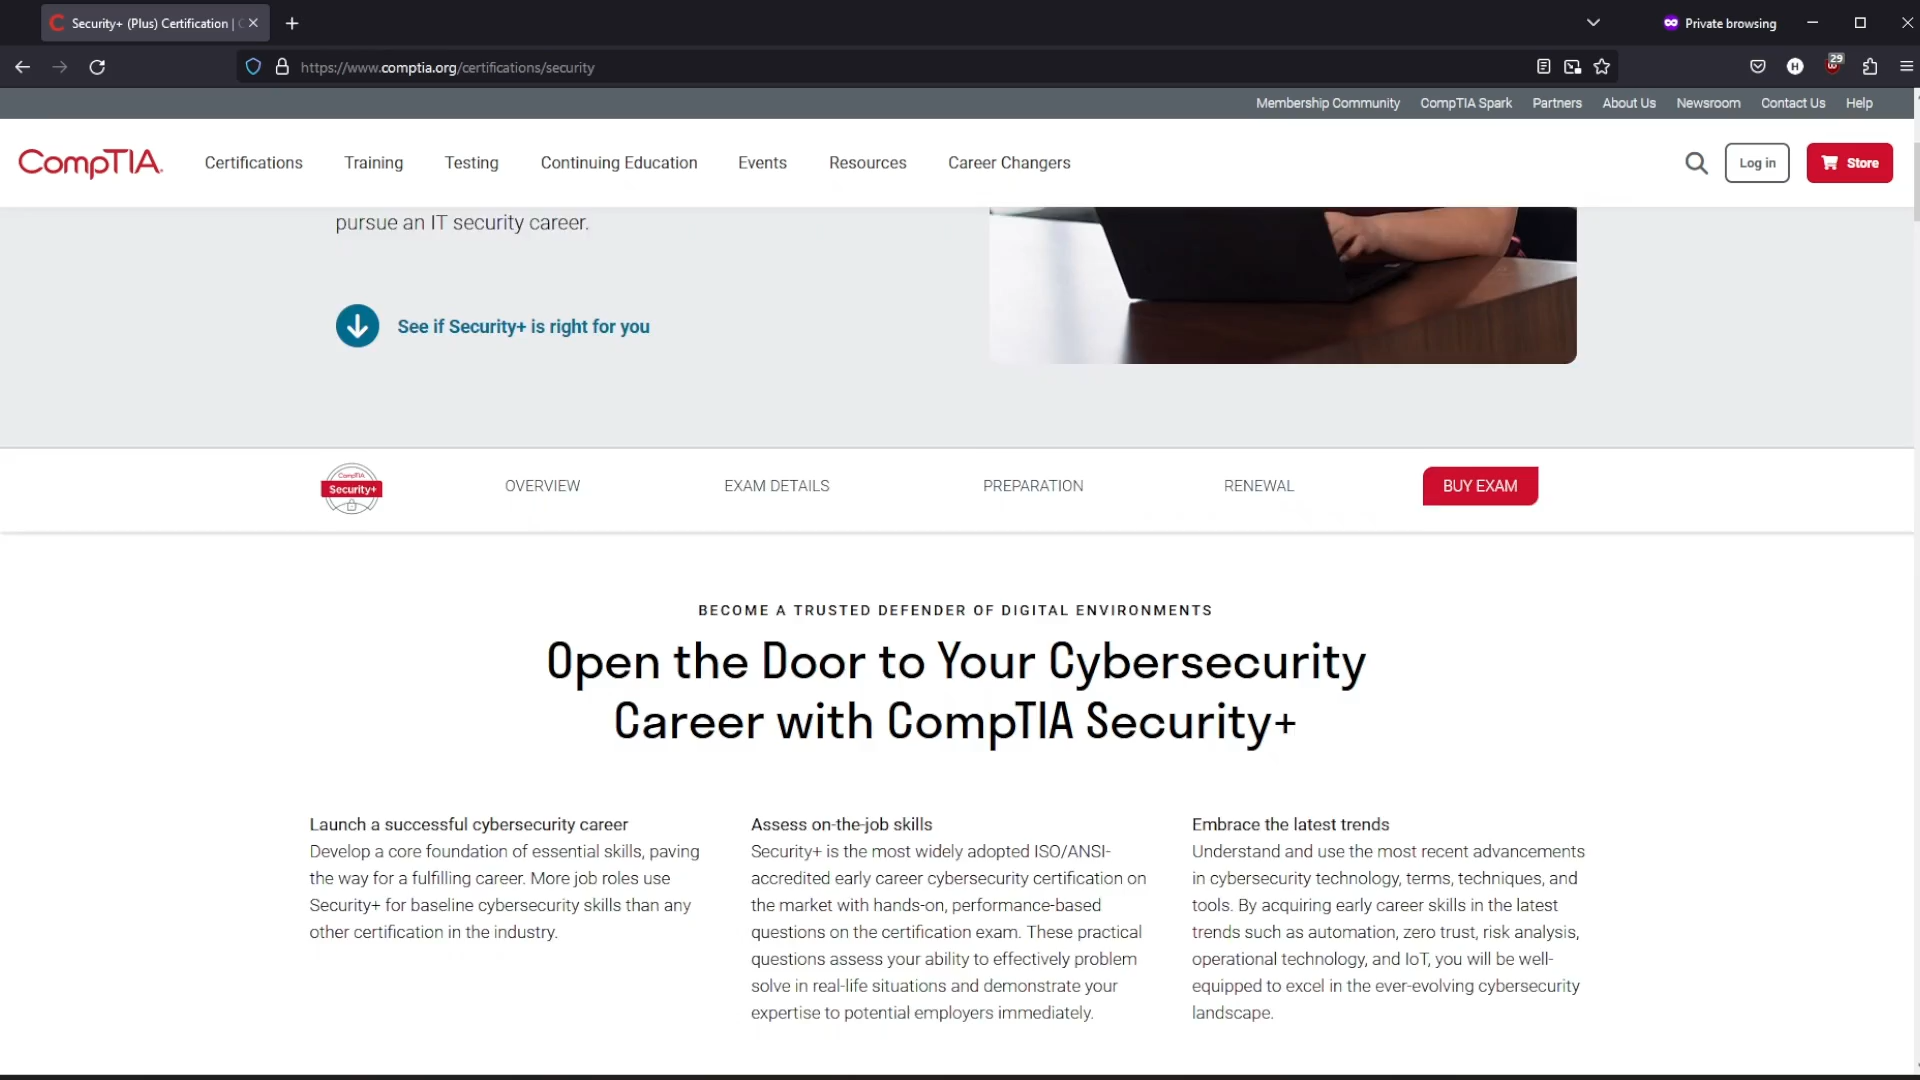 Security+ (Plus) Certification |
Private browsing
https://www.comptia.org/certifications/security
29
Membership Community CompTIA Spark Partners About Us Newsroom Contact Us Help
CompTIA. Certifications Training Testing Continuing Education Events Resources Career Changers Log in Store
pursue an IT security career.
See if Security+ is right for you
CompTIA
Security+
OVERVIEW EXAM DETAILS PREPARATION RENEWAL BUY EXAM
BECOME A TRUSTED DEFENDER OF DIGITAL ENVIRONMENTS
Open the Door to Your Cybersecurity
Career with CompTIA Security+
Launch a successful cybersecurity career
Develop a core foundation of essential skills, paving
the way for a fulfilling career. More job roles use
Security+ for baseline cybersecurity skills than any
other certification in the industry.
Assess on-the-job skills
Security+ is the most widely adopted ISO/ANSI-
accredited early career cybersecurity certification on
the market with hands-on, performance-based
questions on the certification exam. These practical
questions assess your ability to effectively problem
solve in real-life situations and demonstrate your
expertise to potential employers immediately.
Embrace the latest trends
Understand and use the most recent advancements
in cybersecurity technology, terms, techniques, and
tools. By acquiring early career skills in the latest
trends such as automation, zero trust, risk analysis,
operational technology, and IoT, you will be well-
equipped to excel in the ever-evolving cybersecurity
landscape.